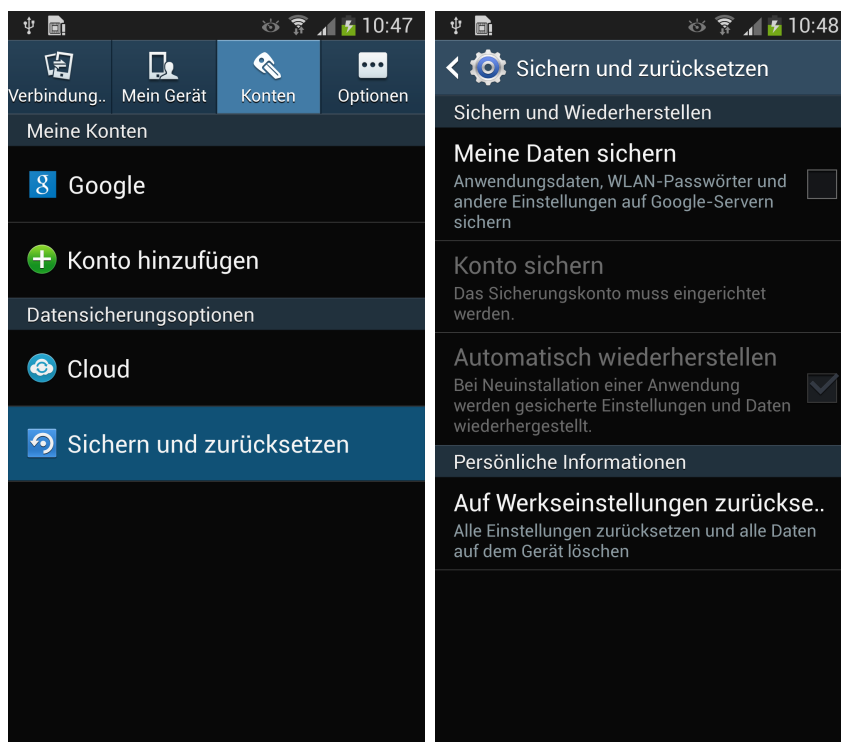 10:47
Verbindung..
Mein Gerät
Konten
Optionen
Meine Konten
8 Google
Konto hinzufügen
Datensicherungsoptionen
Cloud
Sichern und zurücksetzen
10:48
Sichern und zurücksetzen
Sichern und Wiederherstellen
Meine Daten sichern
Anwendungsdaten, WLAN-Passwörter und
andere Einstellungen auf Google-Servern
sichern
Konto sichern
Das Sicherungskonto muss eingerichtet
werden.
Automatisch wiederherstellen
Bei Neuinstallation einer Anwendung
werden gesicherte Einstellungen und Daten
wiederhergestellt.
Persönliche Informationen
Auf Werkseinstellungen zurückse..
Alle Einstellungen zurücksetzen und alle Daten
auf dem Gerät löschen